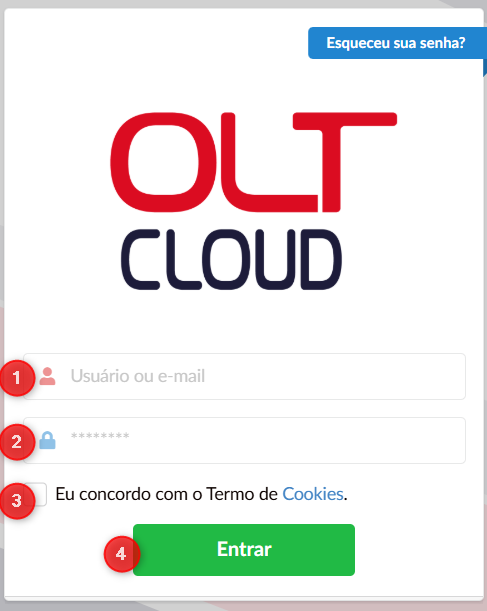 Esqueceu sua senha?
OLT
CLOUD
1 Usuário ou e-mail
2 ********
3 Eu concordo com o Termo de Cookies.
4 Entrar